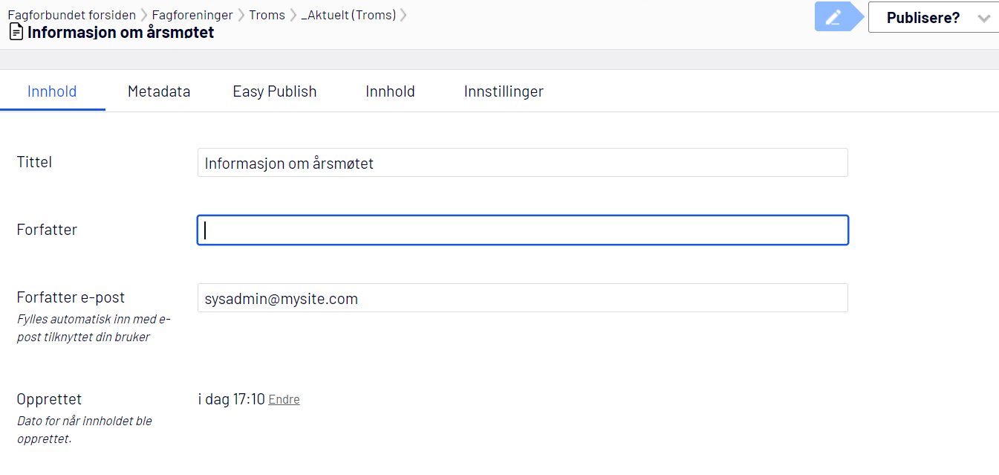 Fagforbundet forsiden Fagforeninger Troms _Aktuelt (Troms)
Informasjon om årsmøtet
Publisere?
Innhold Metadata Easy Publish Innhold Innstillinger
Tittel Informasjon om årsmøtet
Forfatter
Forfatter e-post sysadmin@mysite.com
Fylles automatisk inn med e-
post tilknyttet din bruker
Opprettet i dag 17:10 Endre
Dato for når innholdet ble
opprettet.